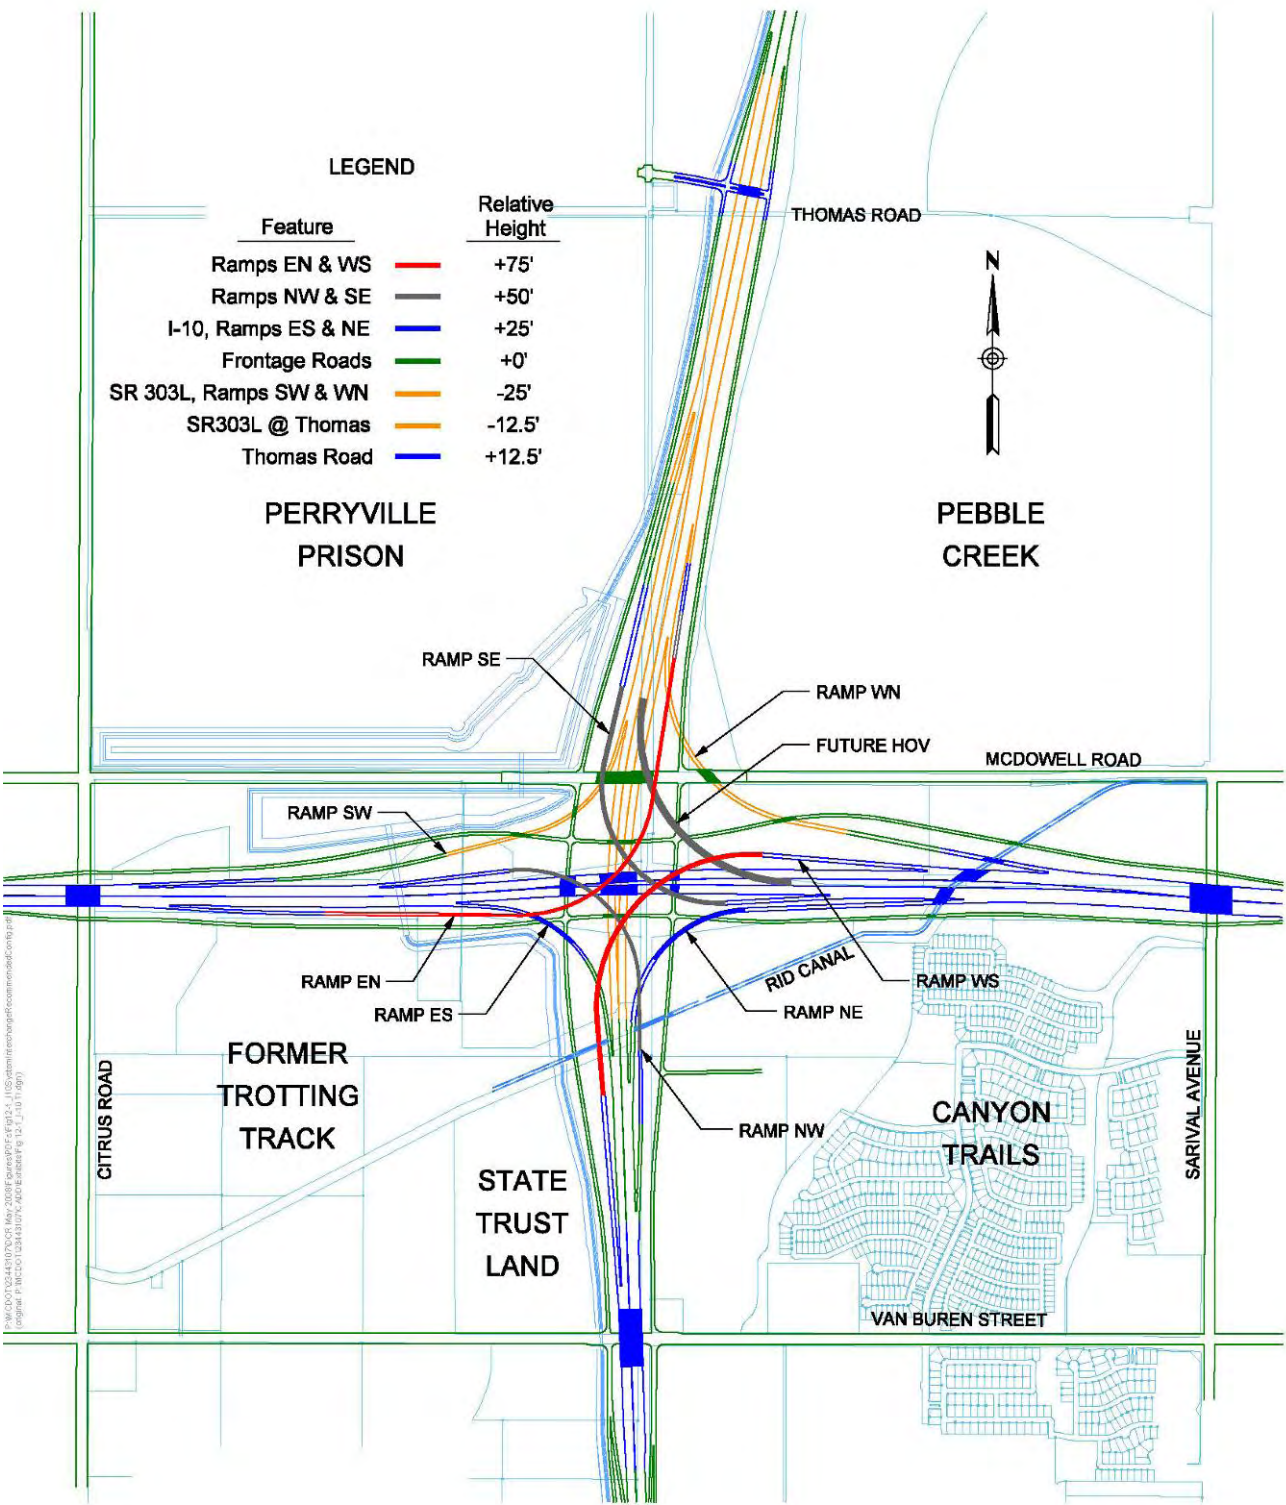 LEGEND
Feature Relative Height
Ramps EN & WS +75'
Ramps NW & SE +50'
I-10, Ramps ES & NE +25'
Frontage Roads +0'
SR 303L, Ramps SW & WN -25'
SR303L @ Thomas -12.5'
Thomas Road +12.5'
THOMAS ROAD
N
PERRYVILLE
PRISON
PEBBLE
CREEK
RAMP SE
RAMP WN
FUTURE HOV
MCDOWELL ROAD
RAMP SW
RAMP EN
RAMP ES
RID CANAL
RAMP WS
RAMP NE
FORMER
TROTTING
TRACK
CITRUS ROAD
RAMP NW
CANYON
TRAILS
SARIVAL AVENUE
STATE
TRUST
LAND
VAN BUREN STREET